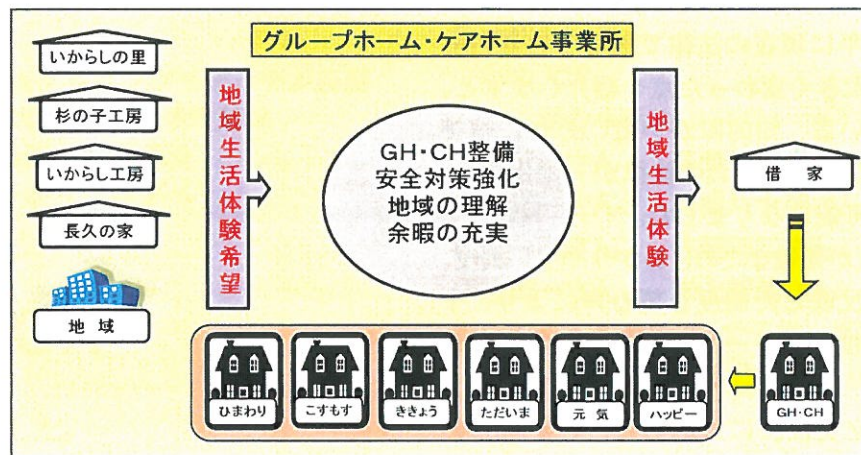 グループホーム・ケアホーム事業所
いからしの里
杉の子工房
いからし工房
長久の家
地域
地域生活体験希望
GH・CH整備
安全対策強化
地域の理解
余暇の充実
地域生活体験
借 家
ひまわり
こすもす
ききょう
ただいま
元 気
ハッピー
GH・CH